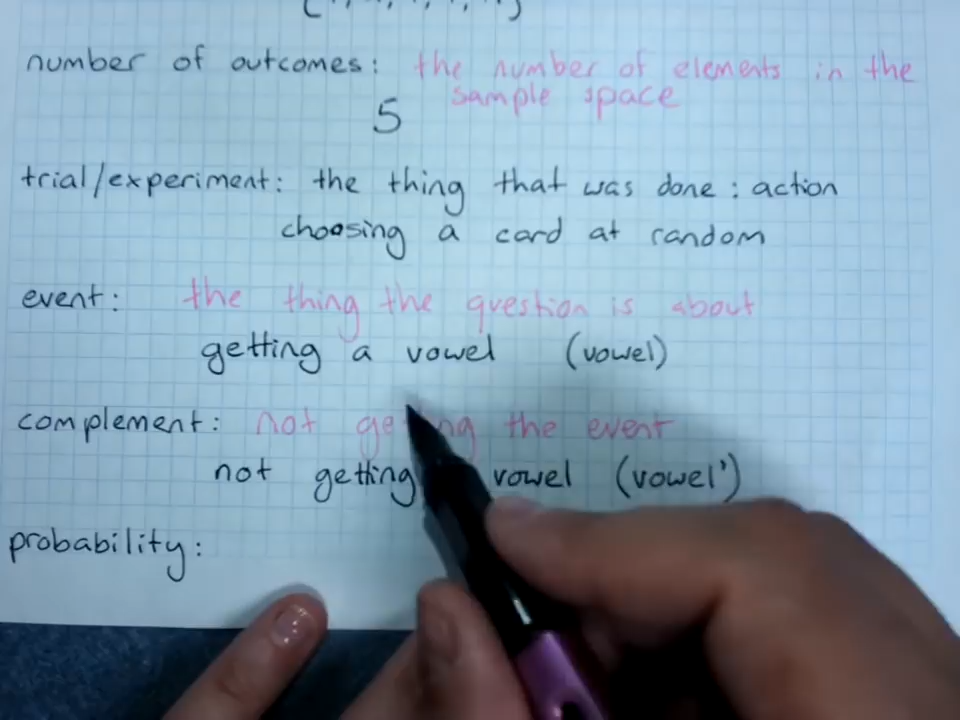 number of outcomes: the number of elements in the
sample space
5
trial/experiment: the thing that was done: action
choosing a card at random
event: the thing the question is about
getting a vowel (vowel)
complement: not getting the event
not getting vowel (vowel')
probability: